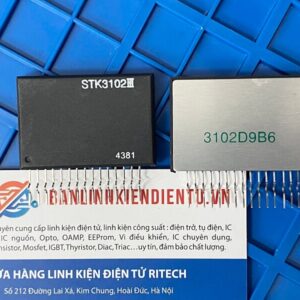 STK3102III
4381
3102D9B6
BANLINHKIENDIENTU.VN
uyên cung cấp linh kiện điện tử, linh kiện công suất : điện trở, tụ điện, IC
IC nguồn, Opto, OAMP, EEProm, Vi điều khiển, IC chuyên dụng,
nsistor, Mosfet, IGBT, Thyristor, Diac, Triac...uy tín, đảm bảo chất lượng.
ỬA HÀNG LINH KIỆN ĐIỆN TỬ RITECH
Số 212 Đường Lai Xá, Kim Chung, Hoài Đức, Hà Nội